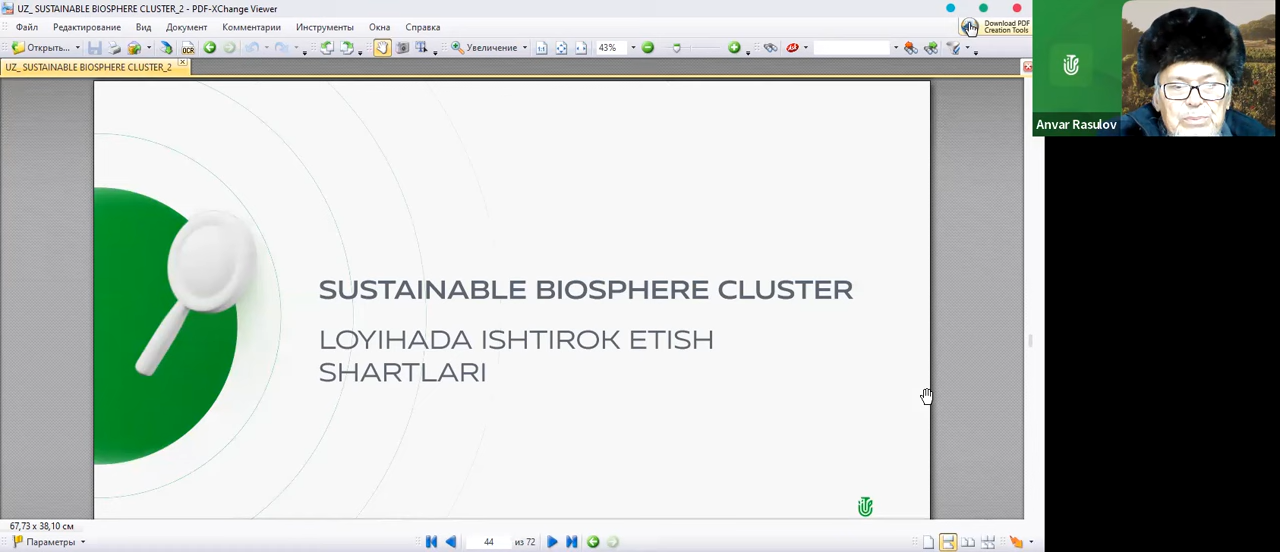 UZ_ SUSTAINABLE BIOSPHERE CLUSTER_2 - PDF-XChange Viewer
Файл Редактирование Вид Документ Комментарии Инструменты Окна Справка
Download PDF
Creation Tools
Открыть... OCR Увеличение 43%
UZ_ SUSTAINABLE BIOSPHERE CLUSTER_2
Anvar Rasulov
SUSTAINABLE BIOSPHERE CLUSTER
LOYIHADA ISHTIROK ETISH
SHARTLARI
67,73 x 38,10 см
Параметры 44 из 72